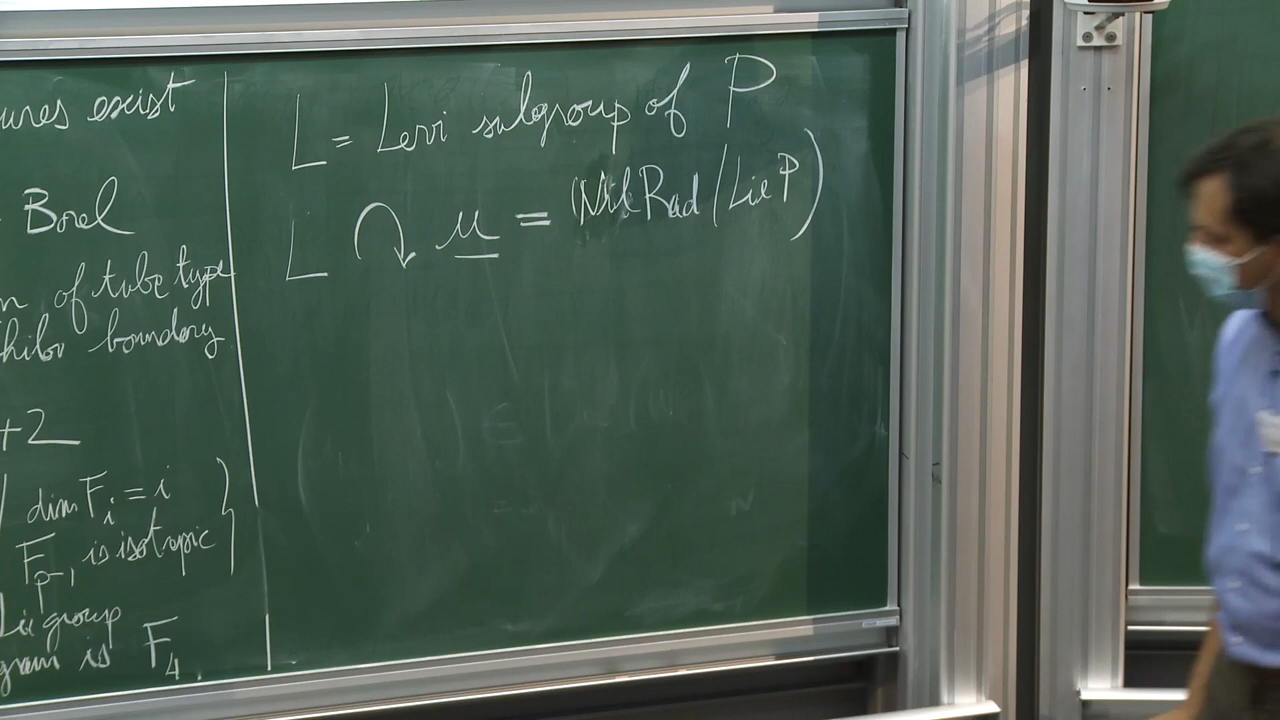 ures exist
Borel
n of tube type
hilov boundary
+2
dim F_i = i
F_{p-1} is isotropic }
Lie group
gram is F_4.
L = Levi subgroup of P
L ↷ u = (NilRad(Lie P)